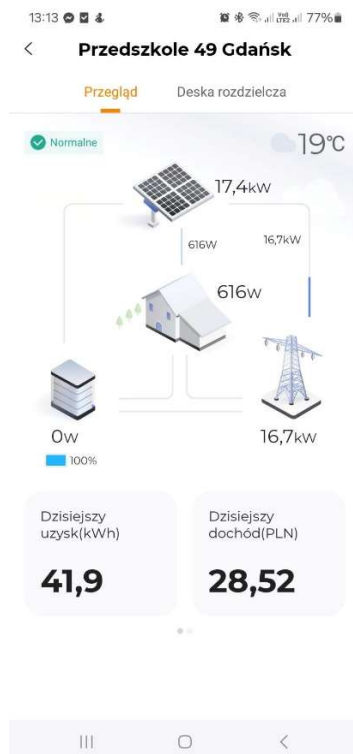 13:13
77%
Przedszkole 49 Gdańsk
Przegląd
Deska rozdzielcza
Normalne
19°C
17,4kW
616W
16,7kW
616W
0W
16,7kW
100%
Dzisiejszy
uzysk(kWh)
Dzisiejszy
dochód(PLN)
41,9
28,52